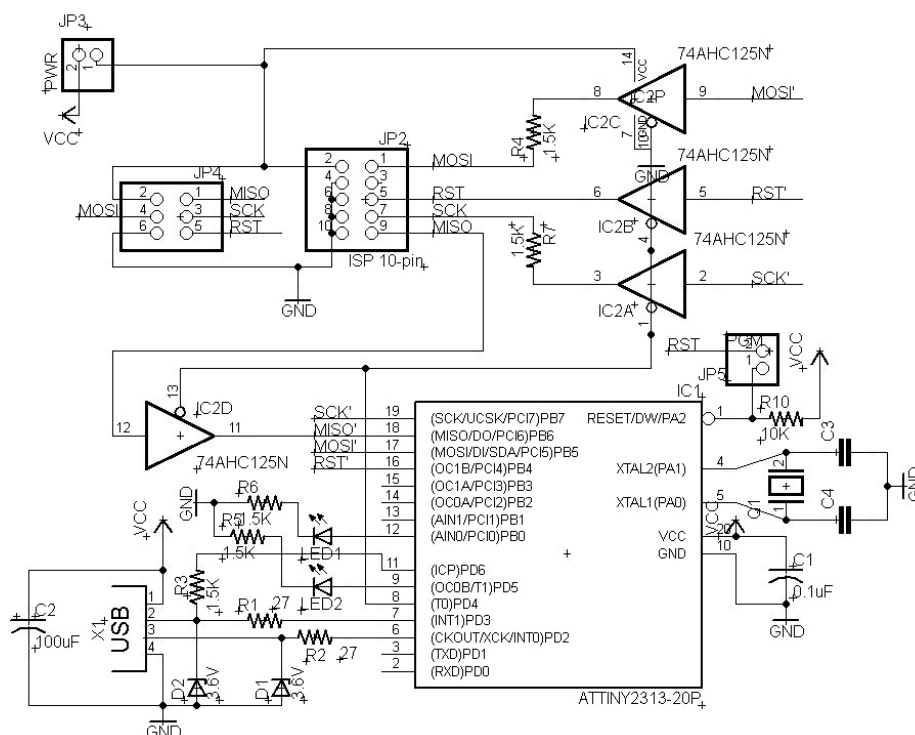 JP3
PWR
2 1
VCC
14 VCC
74AHC125N
8 IC2P 9 MOSI'
IC2C
7 GND 10
GND
R4 1.5K
JP2
2 1 MOSI
4 3
6 5 RST
8 7 SCK
10 9 MISO
ISP 10-pin
JP4
2 1 MISO
MOSI 4 3 SCK
6 5 RST
GND
74AHC125N
6 5 RST'
IC2B
4
1.5K R7
74AHC125N
3 2 SCK'
IC2A
1
RST 2 PGM
1
JP5
VCC
13
12 IC2D 11
74AHC125N
IC1
SCK' 19 (SCK/UCSK/PCI7)PB7
MISO' 18 (MISO/DO/PCI6)PB6
MOSI' 17 (MOSI/DI/SDA/PCI5)PB5
RST' 16 (OC1B/PCI4)PB4
15 (OC1A/PCI3)PB3
14 (OC0A/PCI2)PB2
13 (AIN1/PCI1)PB1
12 (AIN0/PCI0)PB0
11 (ICP)PD6
9 (OC0B/T1)PD5
8 (T0)PD4
7 (INT1)PD3
6 (CKOUT/XCK/INT0)PD2
3 (TXD)PD1
2 (RXD)PD0
RESET/DW/PA2 1
XTAL2(PA1) 4
XTAL1(PA0) 5
VCC 20
GND 10
ATTINY2313-20P
R10
10K
C3
2
Q1
1
C4
GND
VCC
C1
0.1uF
GND
GND
R6
1.5K
R5
1.5K
LED1
LED2
VCC
R3
1.5K
R1 27
R2 27
C2
100uF
X1
USB
1
2
3
4
D2 3.6V
D1 3.6V
GND